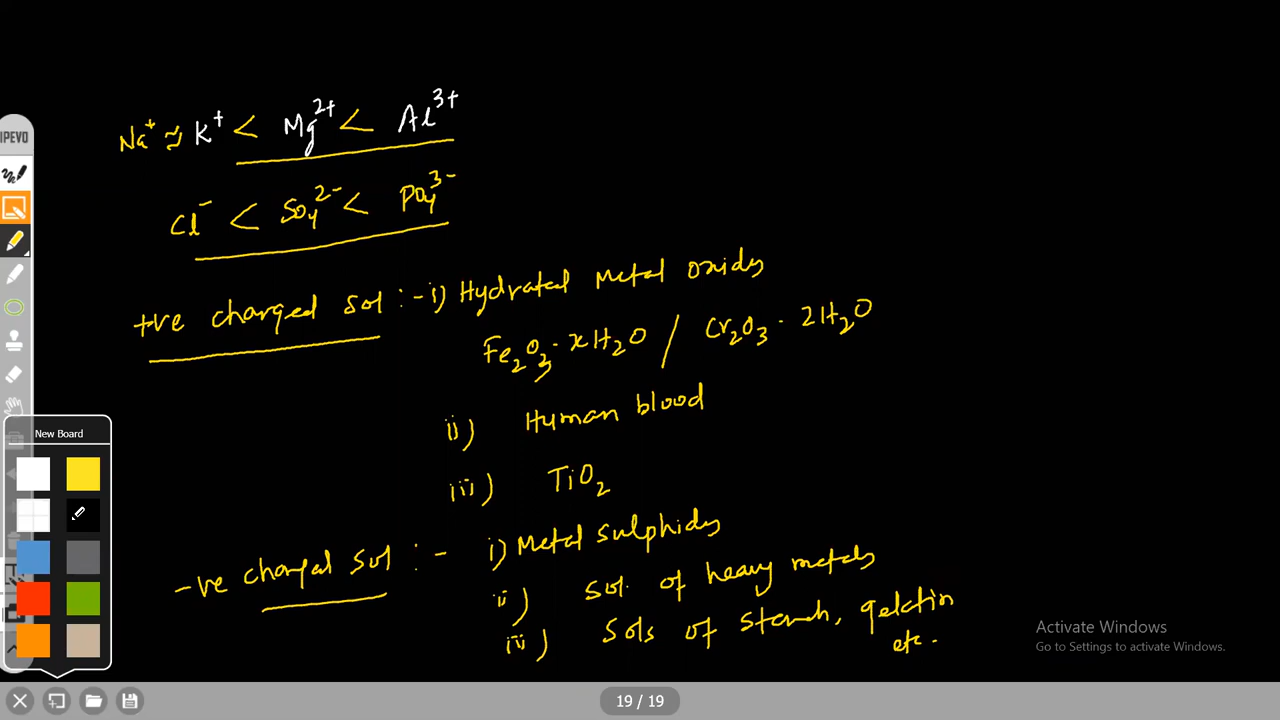 IPEVO
Na⁺ ≅ K⁺ < Mg²⁺ < Al³⁺
Cl⁻ < SO₄²⁻ < PO₄³⁻
+ve charged sol :- i) Hydrated Metal oxides
Fe₂O₃·xH₂O / Cr₂O₃·2H₂O
ii) Human blood
iii) TiO₂
-ve charged sol :- i) Metal sulphides
ii) Sol. of heavy metals
iii) Sols of starch, gelatin
etc.
New Board
Activate Windows
Go to Settings to activate Windows.
19 / 19